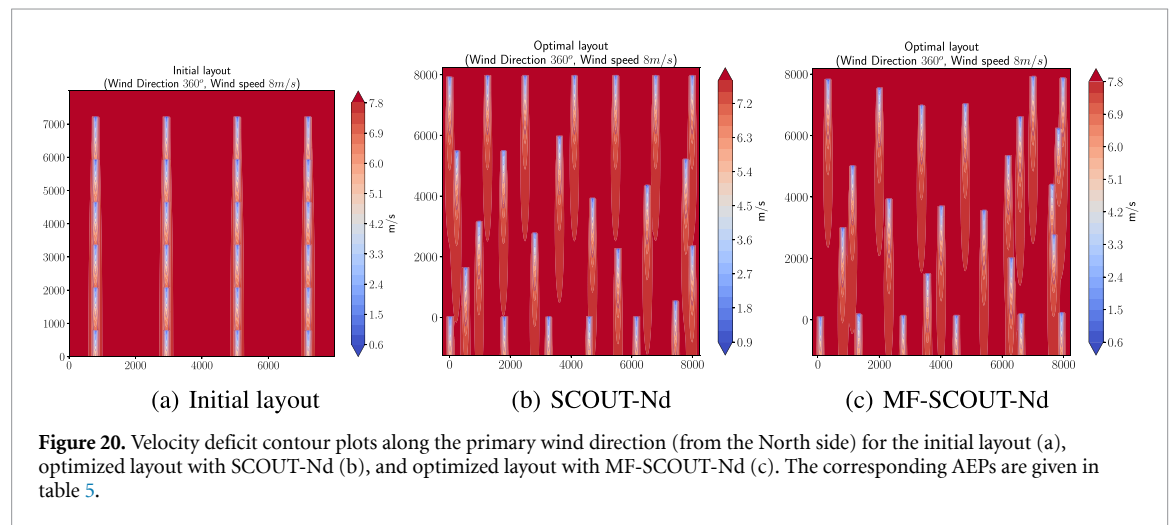 Initial layout
(Wind Direction 360°, Wind speed 8m/s)
7000
6000
5000
4000
3000
2000
1000
0
0 2000 4000 6000
7.8
6.9
6.0
5.1
4.2
3.3
2.4
1.5
0.6
m/s
(a) Initial layout
Optimal layout
(Wind Direction 360°, Wind speed 8m/s)
8000
6000
4000
2000
0
0 2000 4000 6000 8000
7.2
6.3
5.4
4.5
3.6
2.7
1.8
0.9
m/s
(b) SCOUT-Nd
Optimal layout
(Wind Direction 360°, Wind speed 8m/s)
8000
6000
4000
2000
0
0 2000 4000 6000 8000
7.8
6.9
6.0
5.1
4.2
3.3
2.4
1.5
0.6
m/s
(c) MF-SCOUT-Nd
Figure 20. Velocity deficit contour plots along the primary wind direction (from the North side) for the initial layout (a),
optimized layout with SCOUT-Nd (b), and optimized layout with MF-SCOUT-Nd (c). The corresponding AEPs are given in
table 5.